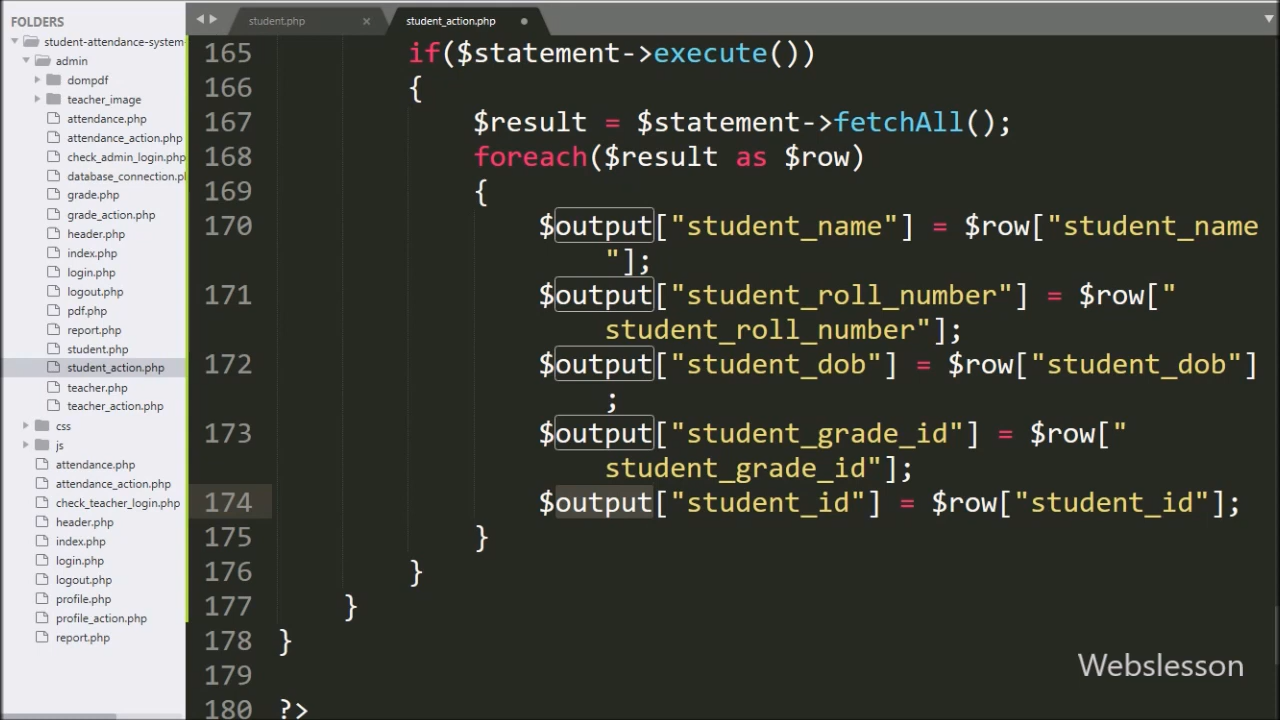 FOLDERS
student-attendance-system
admin
dompdf
teacher_image
attendance.php
attendance_action.php
check_admin_login.php
database_connection.pl
grade.php
grade_action.php
header.php
index.php
login.php
logout.php
pdf.php
report.php
student.php
student_action.php
teacher.php
teacher_action.php
css
js
attendance.php
attendance_action.php
check_teacher_login.php
header.php
index.php
login.php
logout.php
profile.php
profile_action.php
report.php
student.php
student_action.php
165 if($statement->execute())
166 {
167 $result = $statement->fetchAll();
168 foreach($result as $row)
169 {
170 $output["student_name"] = $row["student_name
"];
171 $output["student_roll_number"] = $row["
student_roll_number"];
172 $output["student_dob"] = $row["student_dob"]
;
173 $output["student_grade_id"] = $row["
student_grade_id"];
174 $output["student_id"] = $row["student_id"];
175 }
176 }
177 }
178 }
179
180 ?>
Webslesson